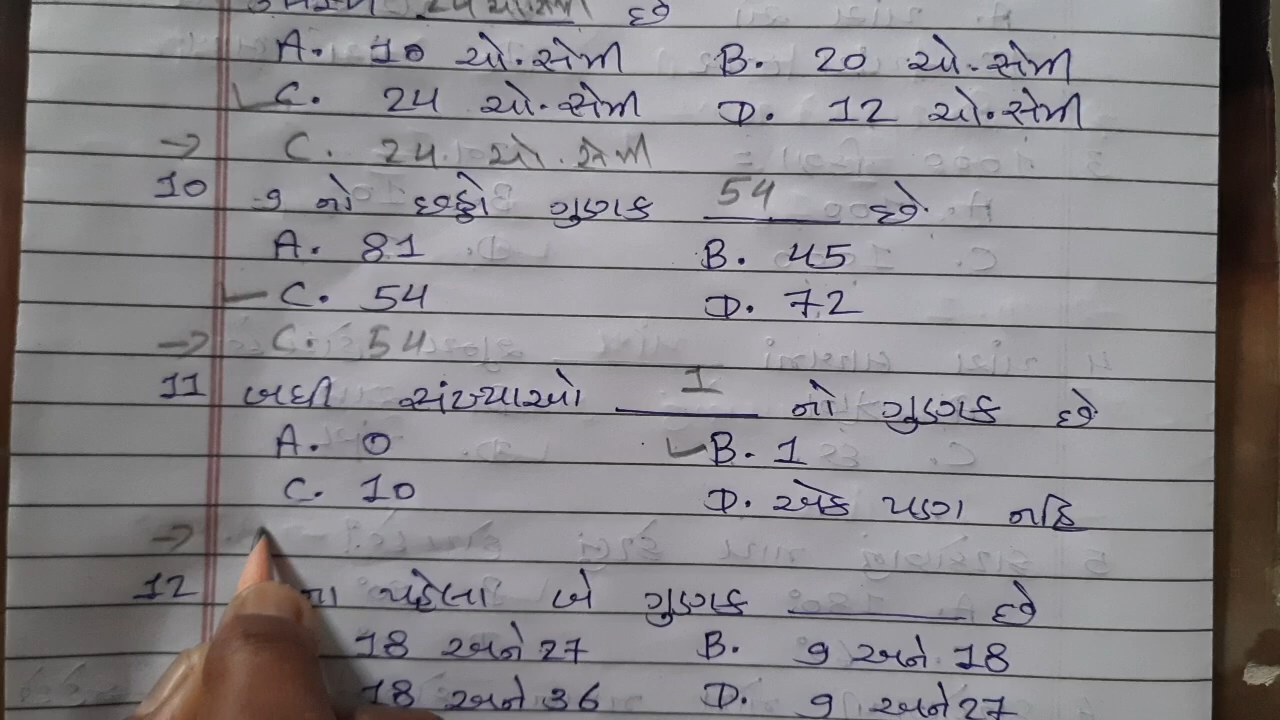 24 ચો.સેમી છે
A. 10 ચો.સેમી B. 20 ચો.સેમી
C. 24 ચો.સેમી D. 12 ચો.સેમી
→ C. 24 ચો.સેમી
10 9 નો છઠ્ઠો ગુણક 54 છે
A. 81 B. 45
C. 54 D. 72
→ C. 54
11 બધી સંખ્યાઓ 1 નો ગુણક છે
A. 0 B. 1
C. 10 D. એક પણ નહિ
→
12 ના પહેલા બે ગુણક ______ છે
18 અને 27 B. 9 અને 18
18 અને 36 D. 9 અને 27